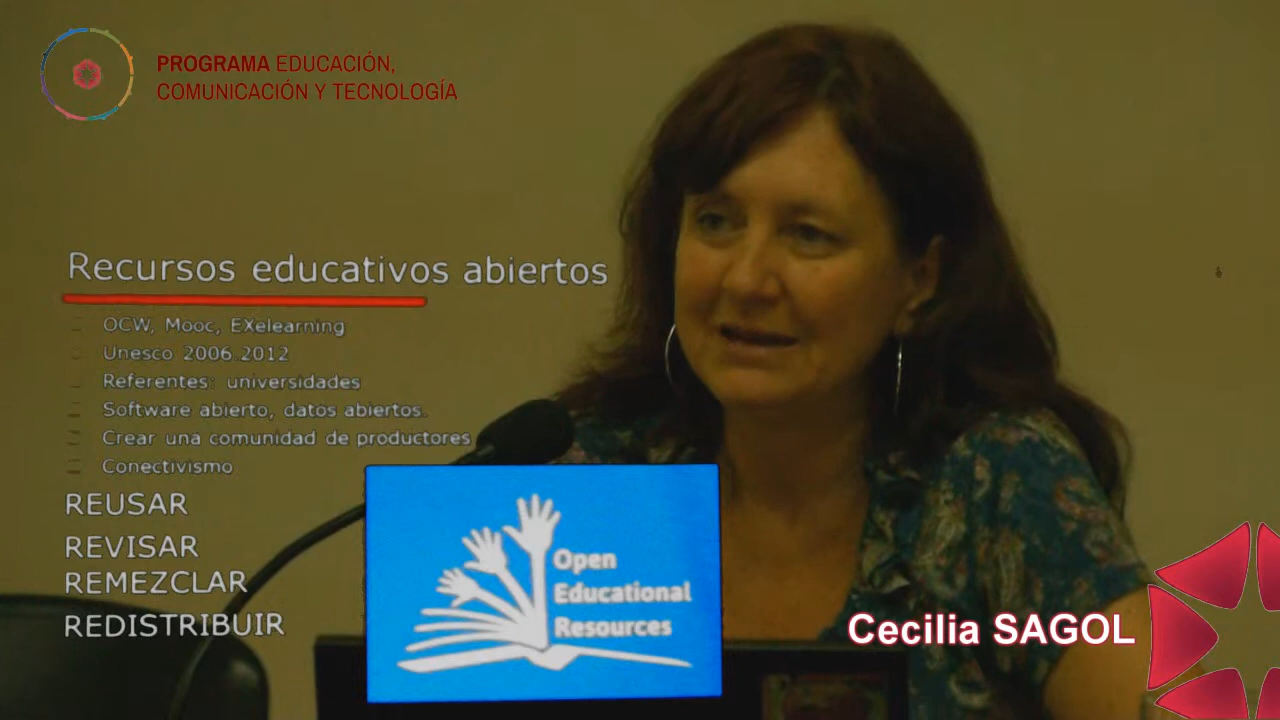 PROGRAMA EDUCACIÓN,
COMUNICACIÓN Y TECNOLOGÍA
Recursos educativos abiertos
OCW, Mooc, EXelearning
Unesco 2006 2012
Referentes: universidades
Software abierto, datos abiertos.
Crear una comunidad de productores
Conectivismo
REUSAR
REVISAR
REMEZCLAR
REDISTRIBUIR
Open
Educational
Resources
Cecilia SAGOL